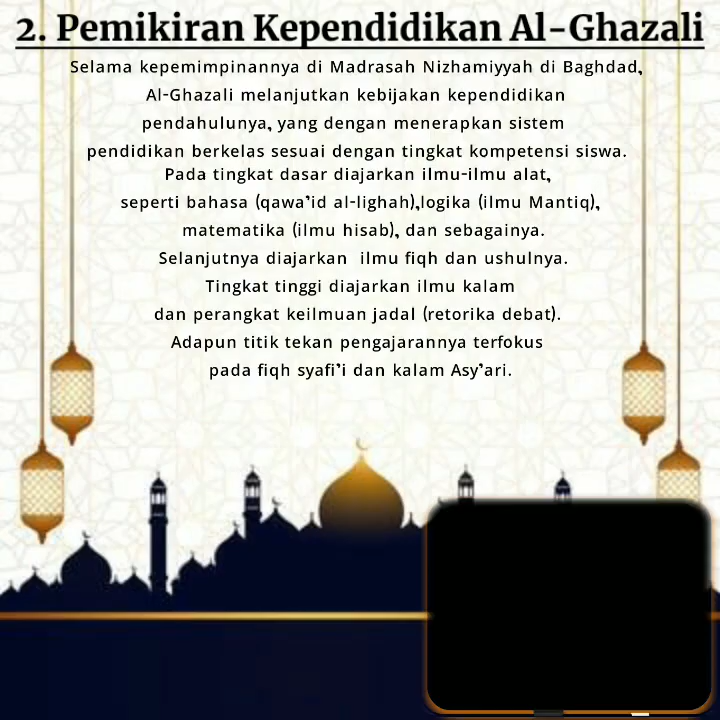 2. Pemikiran Kependidikan Al-Ghazali
Selama kepemimpinannya di Madrasah Nizhamiyyah di Baghdad,
Al-Ghazali melanjutkan kebijakan kependidikan
pendahulunya, yang dengan menerapkan sistem
pendidikan berkelas sesuai dengan tingkat kompetensi siswa.
Pada tingkat dasar diajarkan ilmu-ilmu alat,
seperti bahasa (qawa'id al-lighah),logika (ilmu Mantiq),
matematika (ilmu hisab), dan sebagainya.
Selanjutnya diajarkan  ilmu fiqh dan ushulnya.
Tingkat tinggi diajarkan ilmu kalam
dan perangkat keilmuan jadal (retorika debat).
Adapun titik tekan pengajarannya terfokus
pada fiqh syafi'i dan kalam Asy'ari.